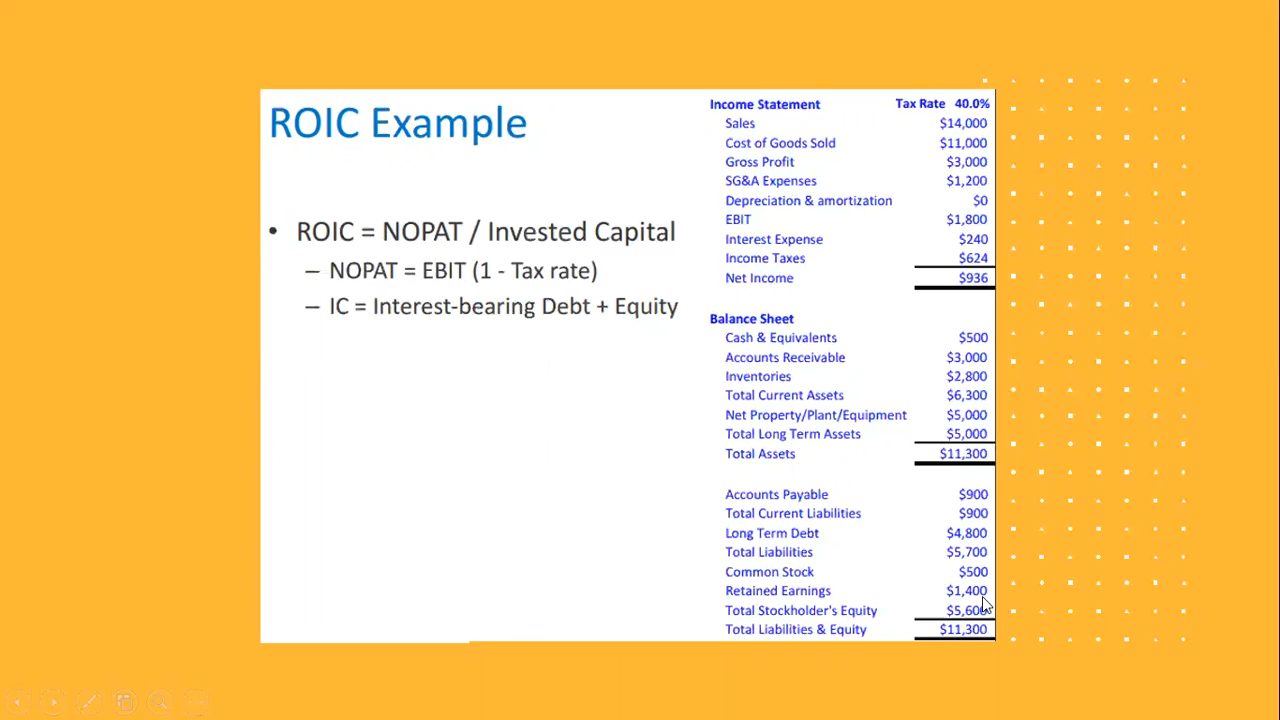 ROIC Example
• ROIC = NOPAT / Invested Capital
– NOPAT = EBIT (1 - Tax rate)
– IC = Interest-bearing Debt + Equity
Income Statement Tax Rate 40.0%
Sales $14,000
Cost of Goods Sold $11,000
Gross Profit $3,000
SG&A Expenses $1,200
Depreciation & amortization $0
EBIT $1,800
Interest Expense $240
Income Taxes $624
Net Income $936
Balance Sheet
Cash & Equivalents $500
Accounts Receivable $3,000
Inventories $2,800
Total Current Assets $6,300
Net Property/Plant/Equipment $5,000
Total Long Term Assets $5,000
Total Assets $11,300
Accounts Payable $900
Total Current Liabilities $900
Long Term Debt $4,800
Total Liabilities $5,700
Common Stock $500
Retained Earnings $1,400
Total Stockholder's Equity $5,600
Total Liabilities & Equity $11,300